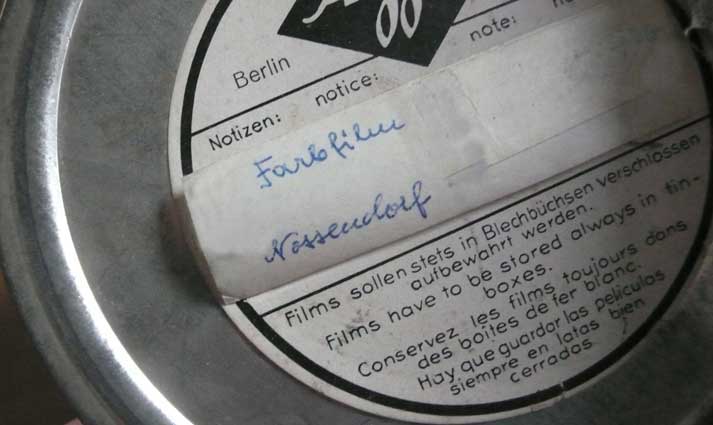 Berlin
Notizen: notice: note: no
Farbfilm
Nossendorf
Films sollen stets in Blechbüchsen verschlossen
aufbewahrt werden.
Films have to be stored always in tin-
boxes.
Conservez les films toujours dans
des boites de fer blanc.
Hay que guardar las peliculas
siempre en latas bien
cerradas